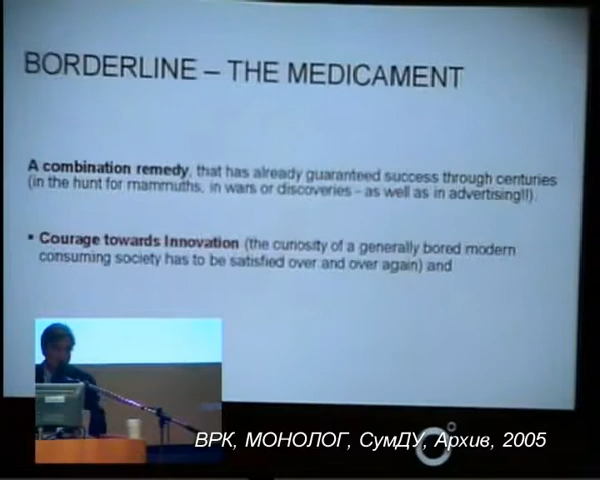 BORDERLINE – THE MEDICAMENT
A combination remedy, that has already guaranteed success through centuries
(in the hunt for mammuths, in wars or discoveries - as well as in advertising!!)
▪ Courage towards Innovation (the curiosity of a generally bored modern
consuming society has to be satisfied over and over again) and
ВРК, МОНОЛОГ, СумДУ, Архив, 2005